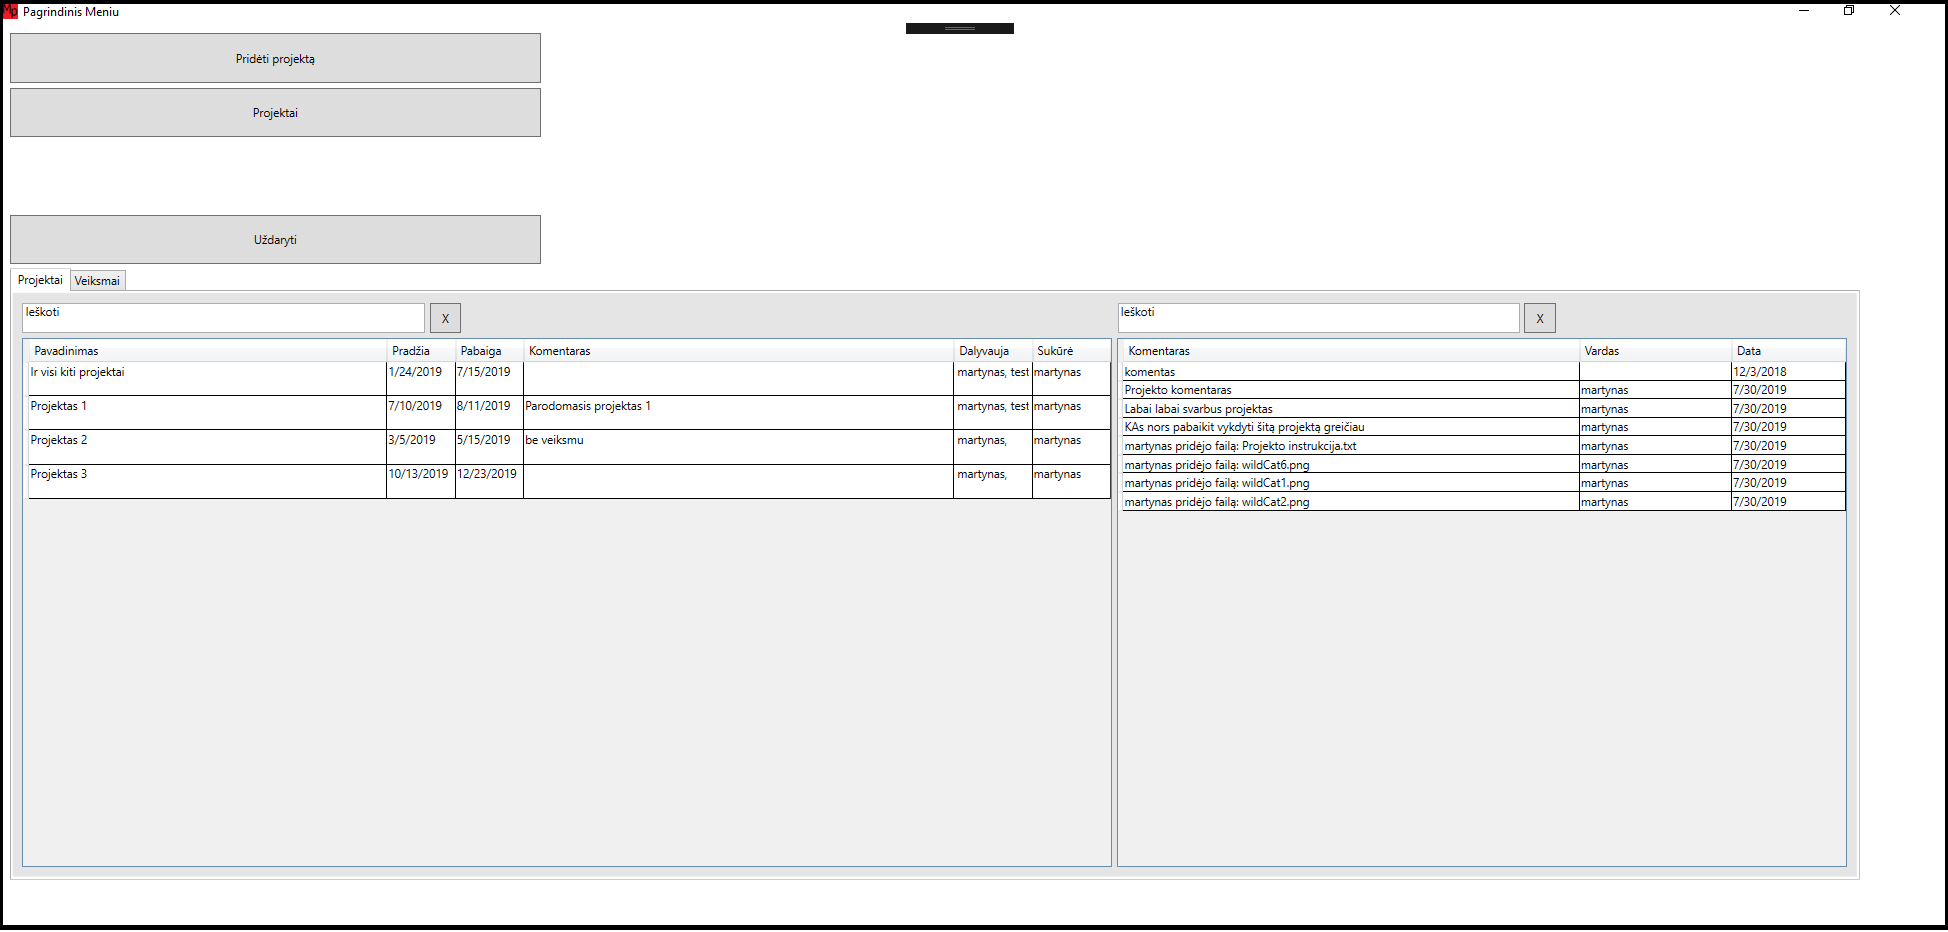 Mp Pagrindinis Meniu
Pridėti projektą
Projektai
Uždaryti
Projektai Veiksmai
Ieškoti X
Pavadinimas Pradžia Pabaiga Komentaras Dalyvauja Sukūrė
Ir visi kiti projektai 1/24/2019 7/15/2019 martynas, test martynas
Projektas 1 7/10/2019 8/11/2019 Parodomasis projektas 1 martynas, test martynas
Projektas 2 3/5/2019 5/15/2019 be veiksmu martynas, martynas
Projektas 3 10/13/2019 12/23/2019 martynas, martynas
Ieškoti X
Komentaras Vardas Data
komentas 12/3/2018
Projekto komentaras martynas 7/30/2019
Labai labai svarbus projektas martynas 7/30/2019
KAs nors pabaikit vykdyti šitą projektą greičiau martynas 7/30/2019
martynas pridėjo failą: Projekto instrukcija.txt martynas 7/30/2019
martynas pridėjo failą: wildCat6.png martynas 7/30/2019
martynas pridėjo failą: wildCat1.png martynas 7/30/2019
martynas pridėjo failą: wildCat2.png martynas 7/30/2019